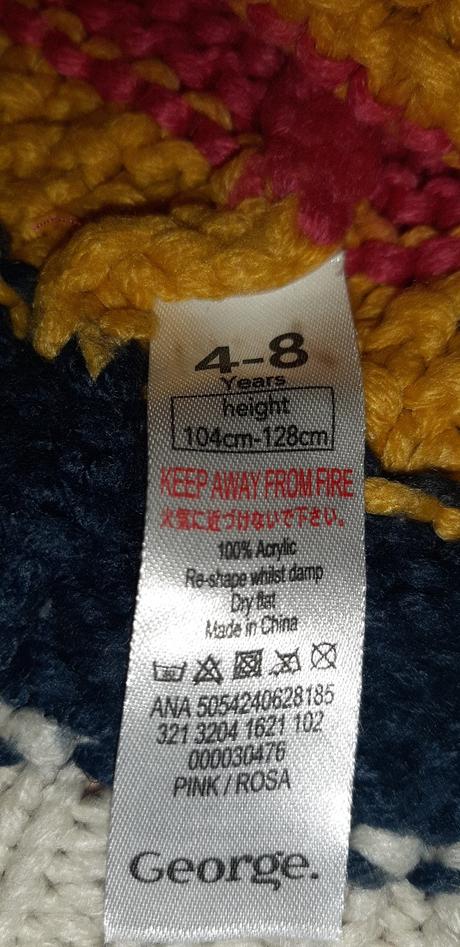 4-8
Years
height
104cm-128cm
KEEP AWAY FROM FIRE
火気に近づけないで下さい。
100% Acrylic
Re-shape whilst damp
Dry flat
Made in China
ANA 5054240628185
321 3204 1621 102
000030476
PINK / ROSA
George.